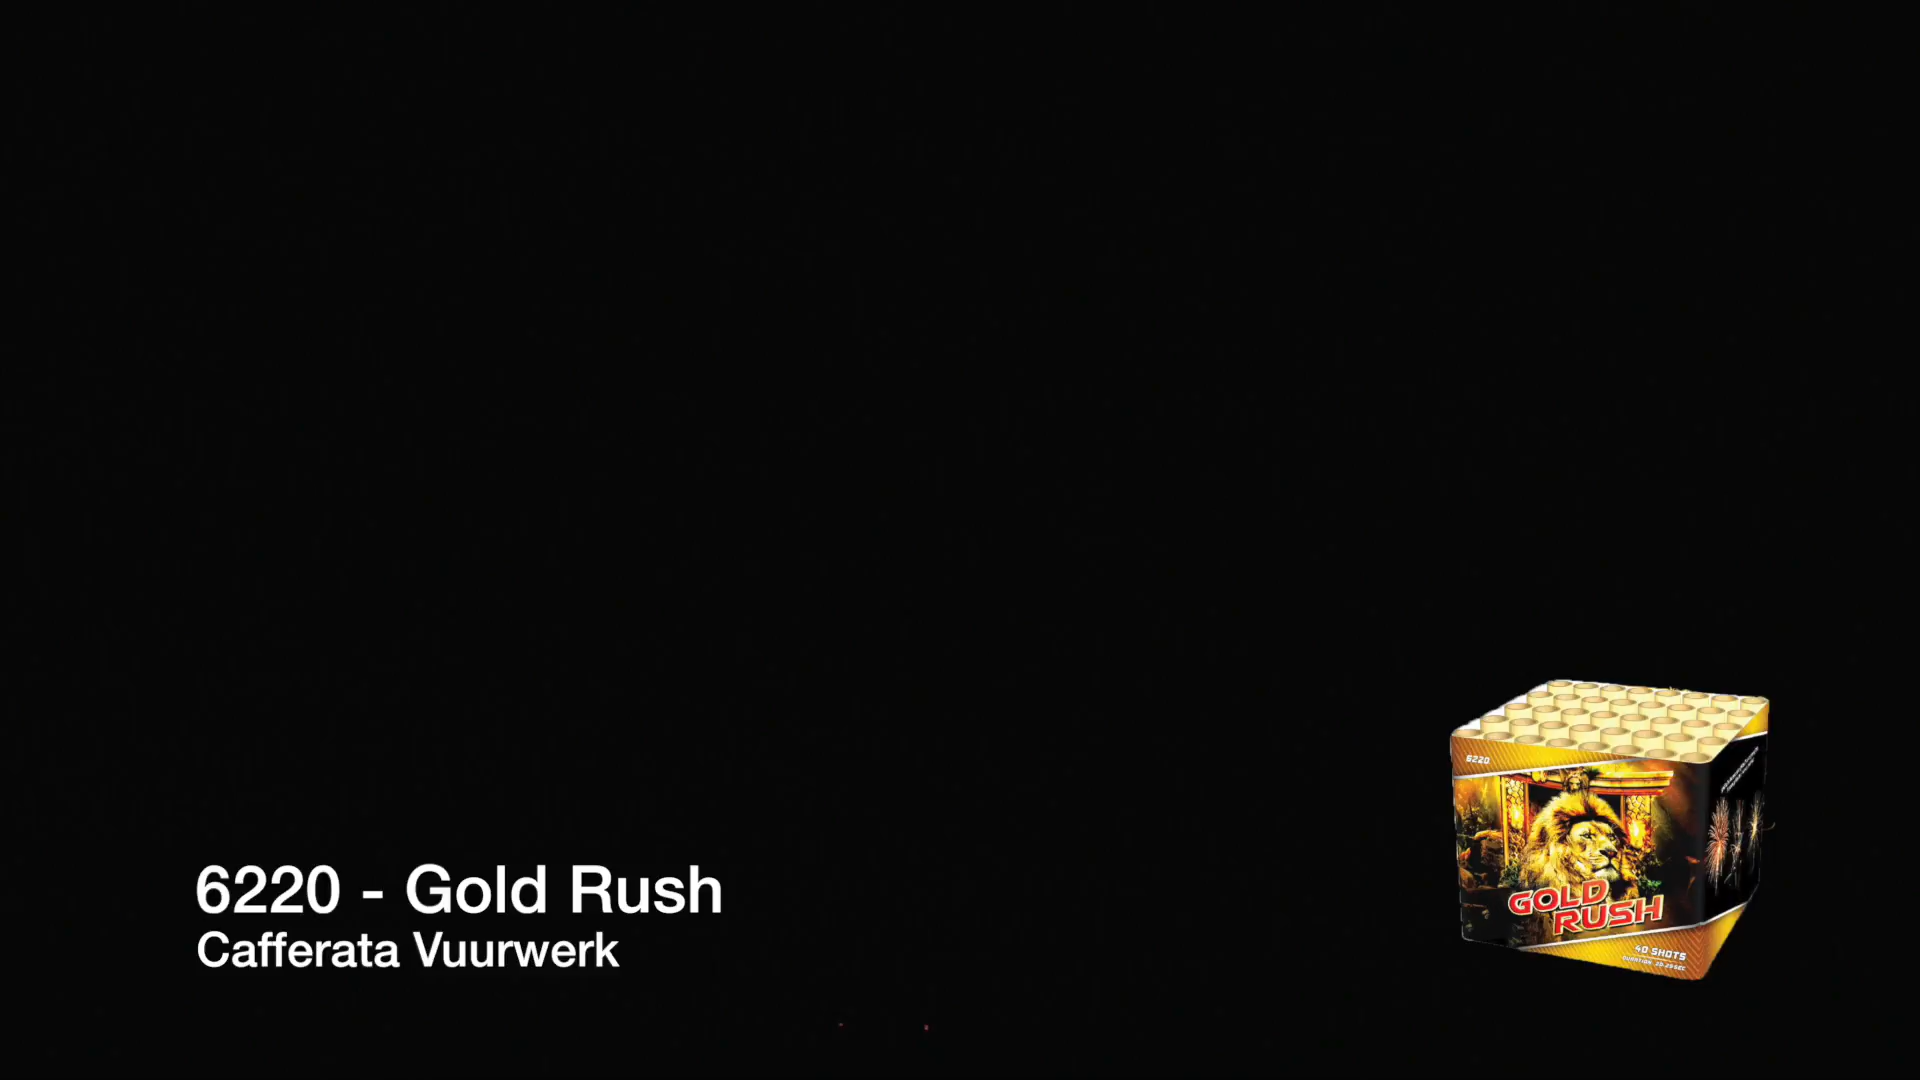 6220 - Gold Rush
Cafferata Vuurwerk
6220
GOLD
RUSH
40 SHOTS